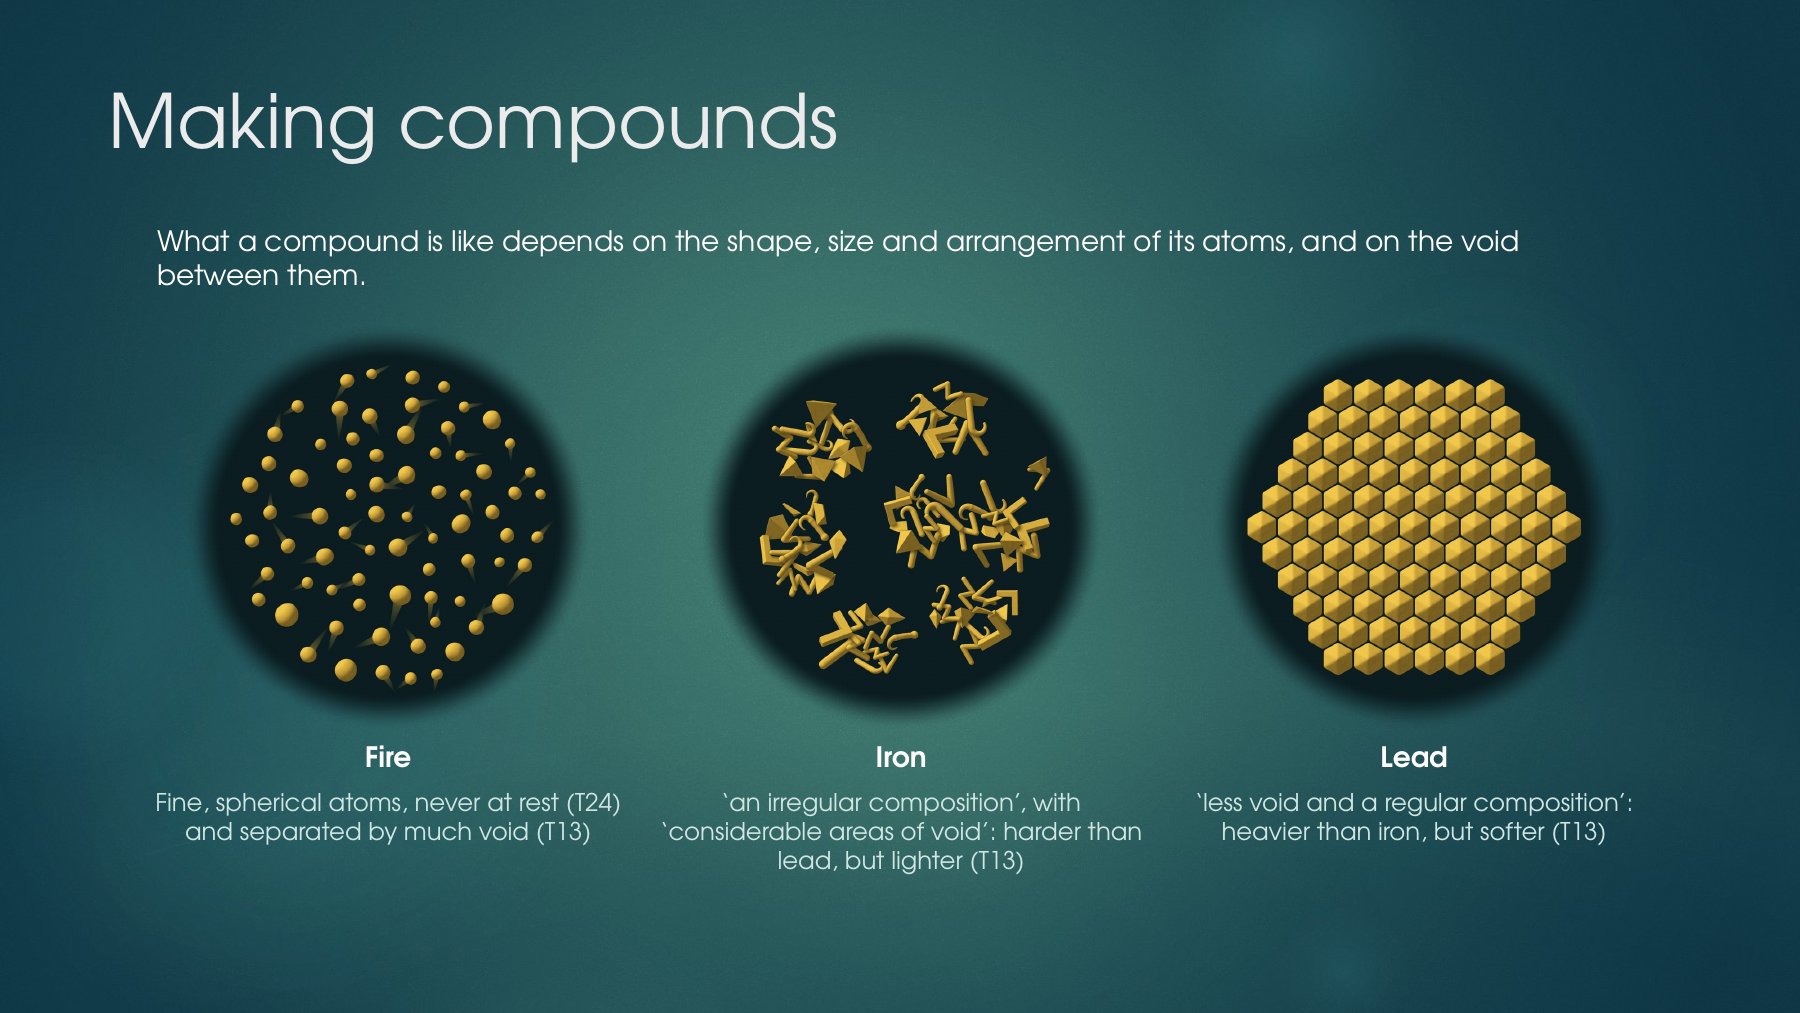 Making compounds
What a compound is like depends on the shape, size and arrangement of its atoms, and on the void
between them.
Fire
Fine, spherical atoms, never at rest (T24)
and separated by much void (T13)
Iron
‘an irregular composition’, with
‘considerable areas of void’: harder than
lead, but lighter (T13)
Lead
‘less void and a regular composition’:
heavier than iron, but softer (T13)